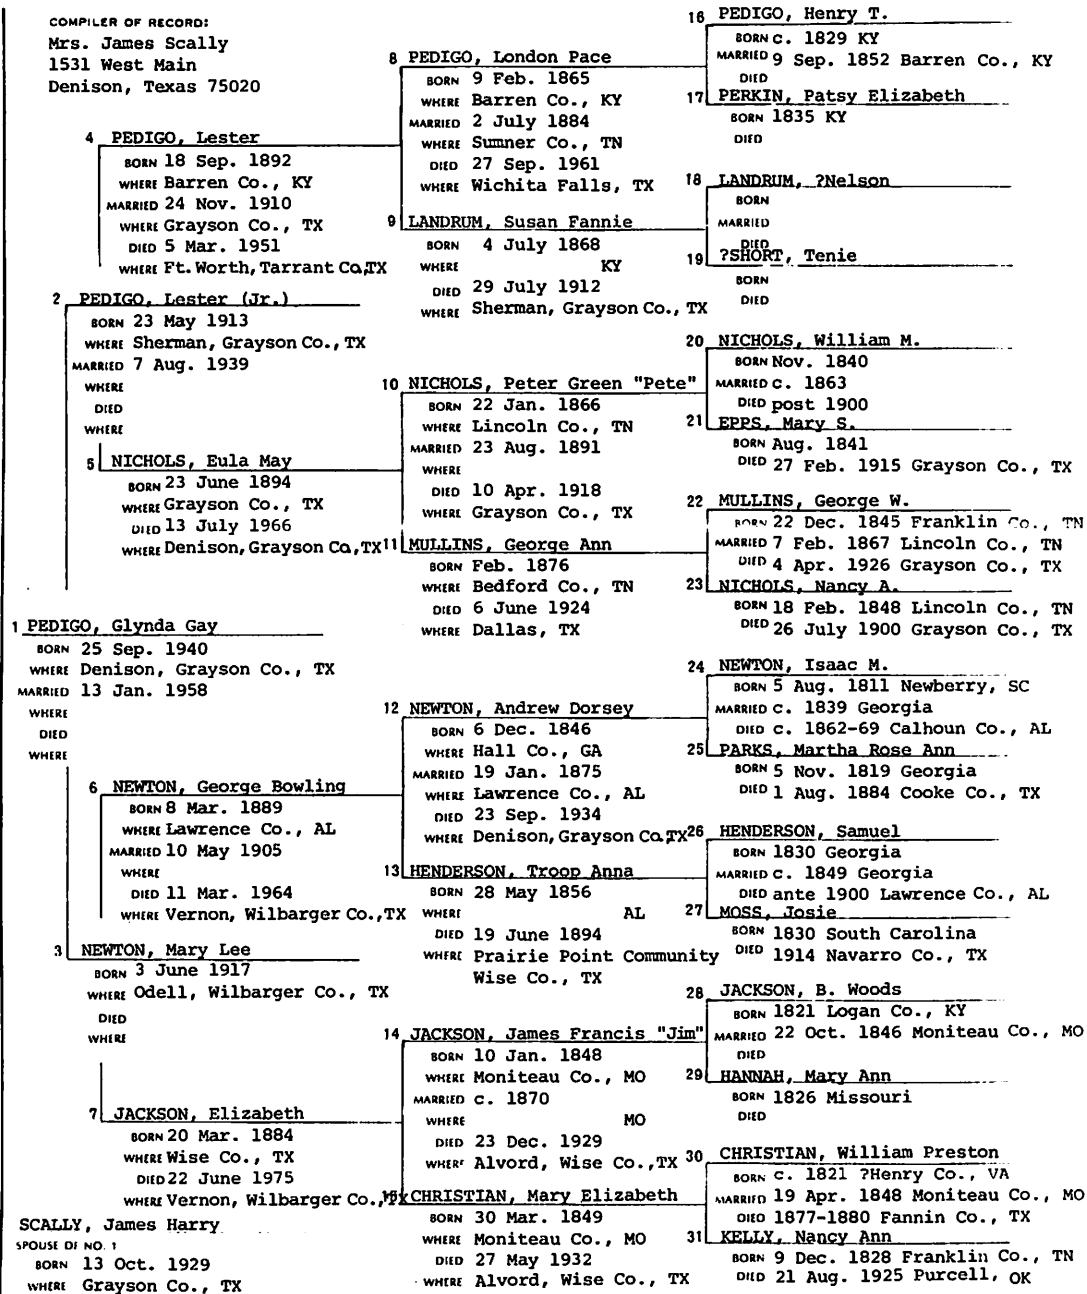 COMPILER OF RECORD:
Mrs. James Scally
1531 West Main
Denison, Texas 75020
1 PEDIGO, Glynda Gay
BORN 25 Sep. 1940
WHERE Denison, Grayson Co., TX
MARRIED 13 Jan. 1958
WHERE
DIED
WHERE
2 PEDIGO, Lester (Jr.)
BORN 23 May 1913
WHERE Sherman, Grayson Co., TX
MARRIED 7 Aug. 1939
WHERE
DIED
WHERE
3 NEWTON, Mary Lee
BORN 3 June 1917
WHERE Odell, Wilbarger Co., TX
DIED
WHERE
4 PEDIGO, Lester
BORN 18 Sep. 1892
WHERE Barren Co., KY
MARRIED 24 Nov. 1910
WHERE Grayson Co., TX
DIED 5 Mar. 1951
WHERE Ft.Worth, Tarrant Co,TX
5 NICHOLS, Eula May
BORN 23 June 1894
WHERE Grayson Co., TX
DIED 13 July 1966
WHERE Denison, Grayson Co,TX
6 NEWTON, George Bowling
BORN 8 Mar. 1889
WHERE Lawrence Co., AL
MARRIED 10 May 1905
WHERE
DIED 11 Mar. 1964
WHERE Vernon, Wilbarger Co.,TX
7 JACKSON, Elizabeth
BORN 20 Mar. 1884
WHERE Wise Co., TX
DIED 22 June 1975
WHERE Vernon, Wilbarger Co.,TX
SCALLY, James Harry
SPOUSE OF NO. 1
BORN 13 Oct. 1929
WHERE Grayson Co., TX
8 PEDIGO, London Pace
BORN 9 Feb. 1865
WHERE Barren Co., KY
MARRIED 2 July 1884
WHERE Sumner Co., TN
DIED 27 Sep. 1961
WHERE Wichita Falls, TX
9 LANDRUM, Susan Fannie
BORN 4 July 1868
WHERE KY
DIED 29 July 1912
WHERE Sherman, Grayson Co., TX
10 NICHOLS, Peter Green "Pete"
BORN 22 Jan. 1866
WHERE Lincoln Co., TN
MARRIED 23 Aug. 1891
WHERE
DIED 10 Apr. 1918
WHERE Grayson Co., TX
11 MULLINS, George Ann
BORN Feb. 1876
WHERE Bedford Co., TN
DIED 6 June 1924
WHERE Dallas, TX
12 NEWTON, Andrew Dorsey
BORN 6 Dec. 1846
WHERE Hall Co., GA
MARRIED 19 Jan. 1875
WHERE Lawrence Co., AL
DIED 23 Sep. 1934
WHERE Denison, Grayson Co,TX
13 HENDERSON, Troop Anna
BORN 28 May 1856
WHERE AL
DIED 19 June 1894
WHERE Prairie Point Community
Wise Co., TX
14 JACKSON, James Francis "Jim"
BORN 10 Jan. 1848
WHERE Moniteau Co., MO
MARRIED c. 1870
WHERE MO
DIED 23 Dec. 1929
WHERE Alvord, Wise Co.,TX
15 CHRISTIAN, Mary Elizabeth
BORN 30 Mar. 1849
WHERE Moniteau Co., MO
DIED 27 May 1932
WHERE Alvord, Wise Co., TX
16 PEDIGO, Henry T.
BORN c. 1829 KY
MARRIED 9 Sep. 1852 Barren Co., KY
DIED
17 PERKIN, Patsy Elizabeth
BORN 1835 KY
DIED
18 LANDRUM, ?Nelson
BORN
MARRIED
DIED
19 ?SHORT, Tenie
BORN
DIED
20 NICHOLS, William M.
BORN Nov. 1840
MARRIED c. 1863
DIED post 1900
21 EPPS, Mary S.
BORN Aug. 1841
DIED 27 Feb. 1915 Grayson Co., TX
22 MULLINS, George W.
BORN 22 Dec. 1845 Franklin Co., TN
MARRIED 7 Feb. 1867 Lincoln Co., TN
DIED 4 Apr. 1926 Grayson Co., TX
23 NICHOLS, Nancy A.
BORN 18 Feb. 1848 Lincoln Co., TN
DIED 26 July 1900 Grayson Co., TX
24 NEWTON, Isaac M.
BORN 5 Aug. 1811 Newberry, SC
MARRIED c. 1839 Georgia
DIED c. 1862-69 Calhoun Co., AL
25 PARKS, Martha Rose Ann
BORN 5 Nov. 1819 Georgia
DIED 1 Aug. 1884 Cooke Co., TX
26 HENDERSON, Samuel
BORN 1830 Georgia
MARRIED c. 1849 Georgia
DIED ante 1900 Lawrence Co., AL
27 MOSS, Josie
BORN 1830 South Carolina
DIED 1914 Navarro Co., TX
28 JACKSON, B. Woods
BORN 1821 Logan Co., KY
MARRIED 22 Oct. 1846 Moniteau Co., MO
DIED
29 HANNAH, Mary Ann
BORN 1826 Missouri
DIED
30 CHRISTIAN, William Preston
BORN c. 1821 ?Henry Co., VA
MARRIED 19 Apr. 1848 Moniteau Co., MO
DIED 1877-1880 Fannin Co., TX
31 KELLY, Nancy Ann
BORN 9 Dec. 1828 Franklin Co., TN
DIED 21 Aug. 1925 Purcell, OK